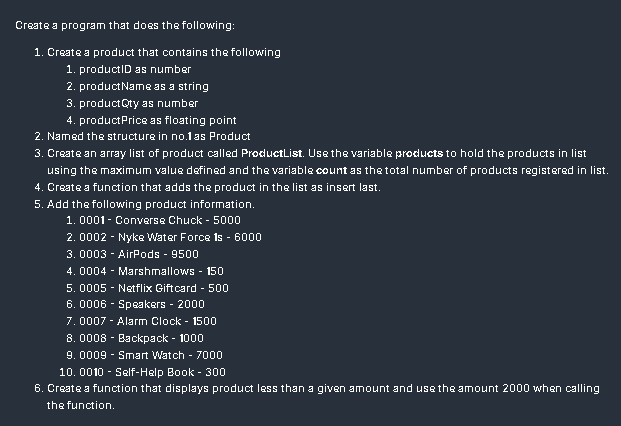 Create a program that does the following:
1. Create a product that contains the following
1. productID as number
2. productName as a string
3. productQty as number
4. productPrice as floating point
2. Named the structure in no.1 as Product
3. Create an array list of product called ProductList. Use the variable products to hold the products in list
using the maximum value defined and the variable count as the total number of products registered in list.
4. Create a function that adds the product in the list as insert last.
5. Add the following product information.
1. 0001 - Converse Chuck - 5000
2. 0002 - Nyke Water Force 1s - 6000
3. 0003 - AirPods - 9500
4. 0004 - Marshmallows - 150
5. 0005 - Netflix Giftcard - 500
6. 0006 - Speakers - 2000
7. 0007 - Alarm Clock - 1500
8. 0008 - Backpack - 1000
9. 0009 - Smart Watch - 7000
10. 0010 - Self-Help Book - 300
6. Create a function that displays product less than a given amount and use the amount 2000 when calling
the function.